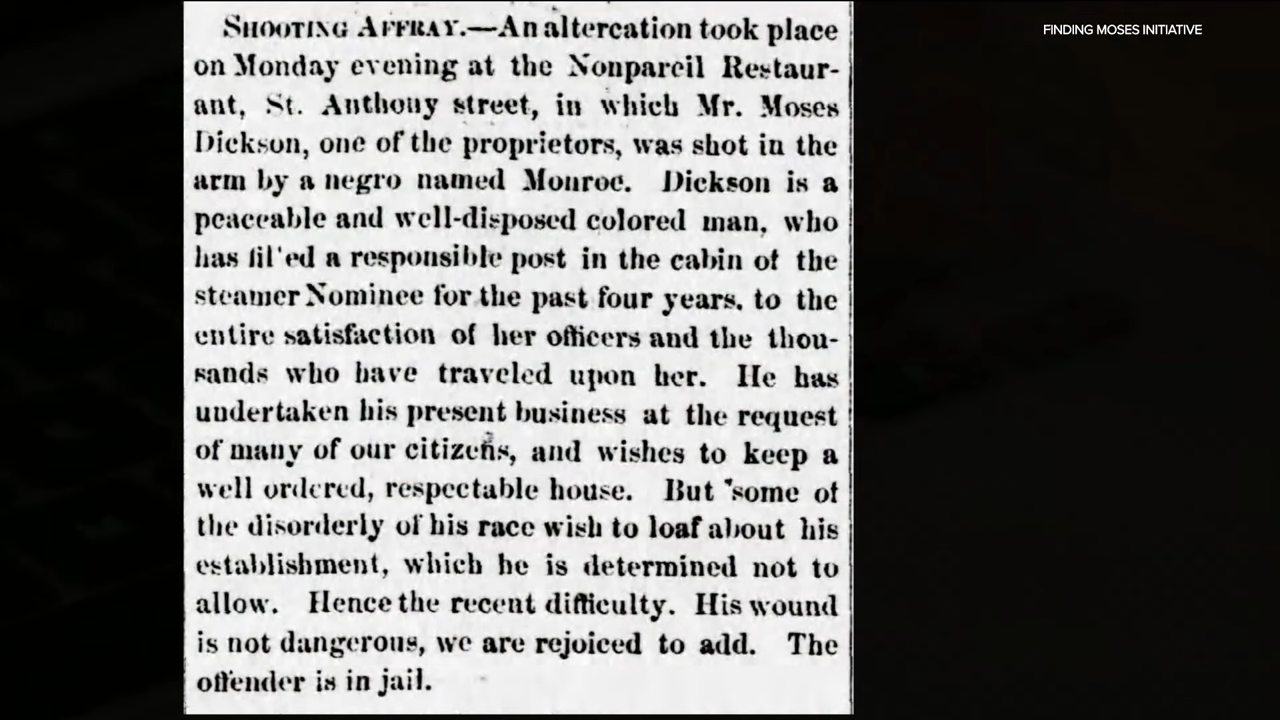 FINDING MOSES INITIATIVE
SHOOTING AFFRAY.—An altercation took place
on Monday evening at the Nonpareil Restaur-
ant, St. Anthony street, in which Mr. Moses
Dickson, one of the proprietors, was shot in the
arm by a negro named Monroe. Dickson is a
peaceable and well-disposed colored man, who
has fil'ed a responsible post in the cabin of the
steamer Nominee for the past four years, to the
entire satisfaction of her officers and the thou-
sands who have traveled upon her. He has
undertaken his present business at the request
of many of our citizens, and wishes to keep a
well ordered, respectable house. But some of
the disorderly of his race wish to loaf about his
establishment, which he is determined not to
allow. Hence the recent difficulty. His wound
is not dangerous, we are rejoiced to add. The
offender is in jail.